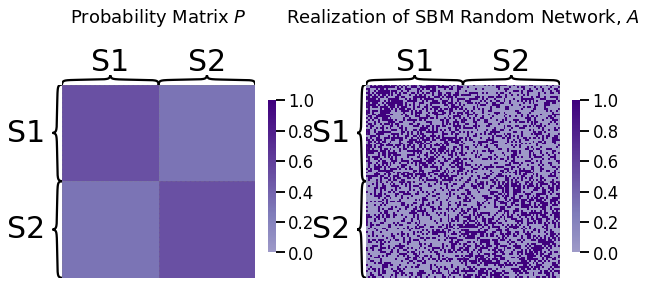 Probability Matrix P
S1 S2
S1
S2
1.0
0.8
0.6
0.4
0.2
0.0
Realization of SBM Random Network, A
S1 S2
S1
S2
1.0
0.8
0.6
0.4
0.2
0.0